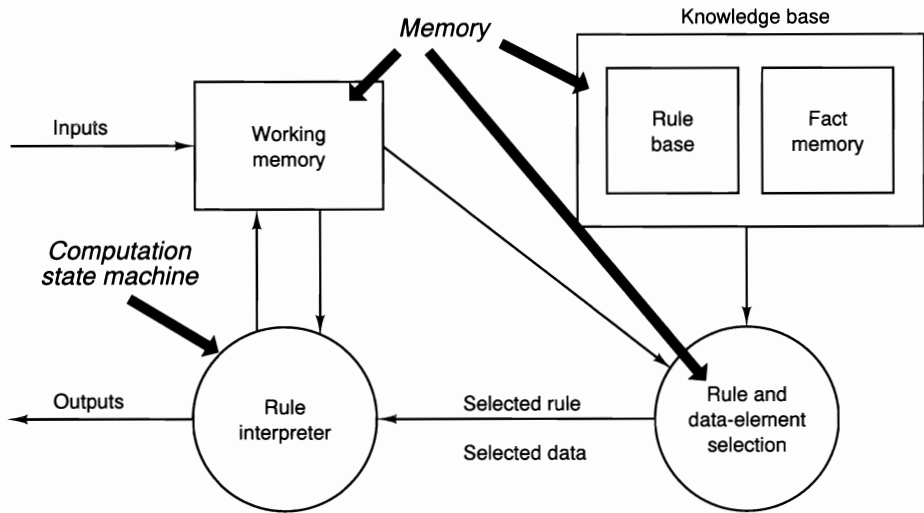 Memory
Knowledge base
Inputs
Working
memory
Rule
base
Fact
memory
Computation
state machine
Outputs
Rule
interpreter
Selected rule
Selected data
Rule and
data-element
selection